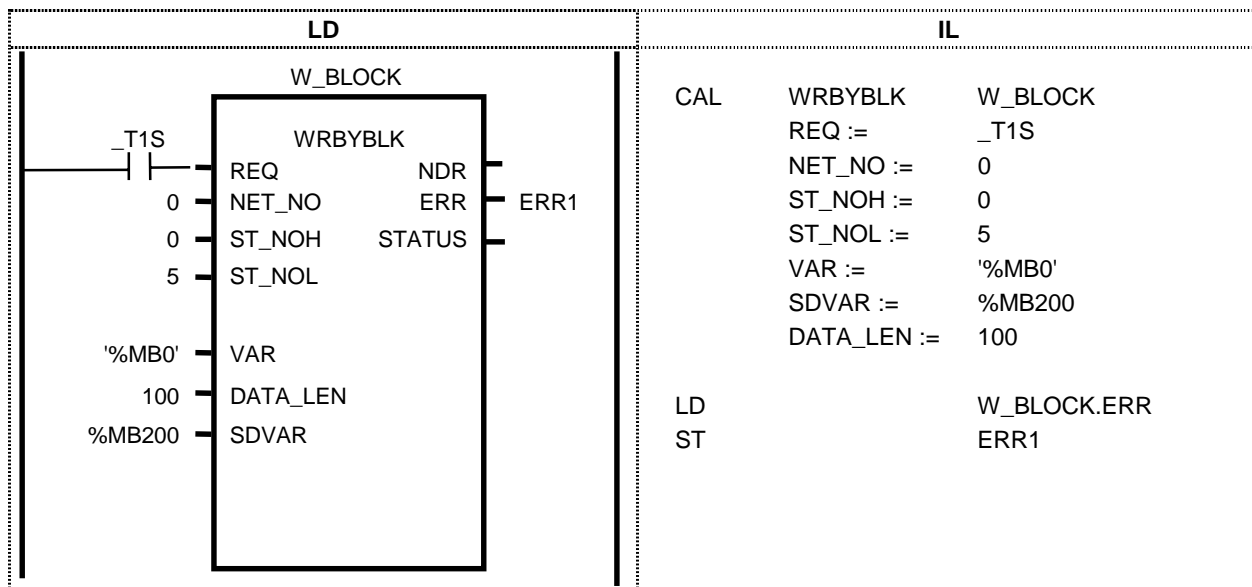 LD
W_BLOCK
_T1S
WRBYBLK
REQ NDR
0 NET_NO ERR ERR1
0 ST_NOH STATUS
5 ST_NOL
'%MB0' VAR
100 DATA_LEN
%MB200 SDVAR
IL
CAL WRBYBLK W_BLOCK
REQ := _T1S
NET_NO := 0
ST_NOH := 0
ST_NOL := 5
VAR := '%MB0'
SDVAR := %MB200
DATA_LEN := 100
LD W_BLOCK.ERR
ST ERR1